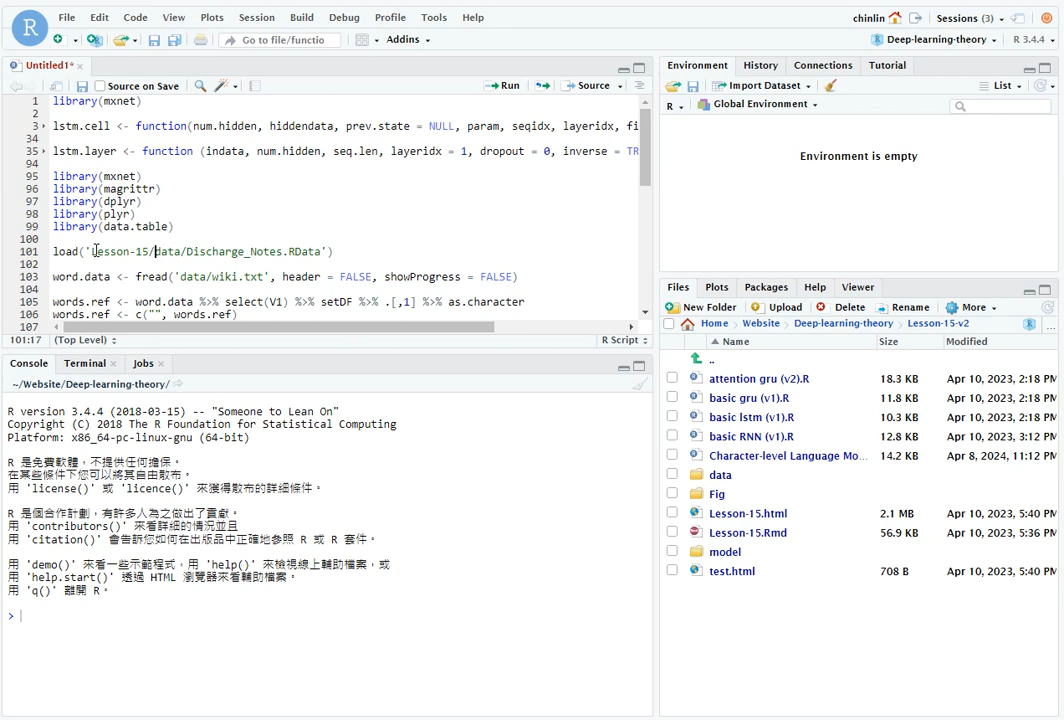 R File Edit Code View Plots Session Build Debug Profile Tools Help chinlin Sessions (3)
Go to file/functio Addins Deep-learning-theory R 3.4.4
Untitled1*
Source on Save Run Source
1 library(mxnet)
2
3 lstm.cell <- function(num.hidden, hiddendata, prev.state = NULL, param, seqidx, layeridx, fi
34
35 lstm.layer <- function (indata, num.hidden, seq.len, layeridx = 1, dropout = 0, inverse = TR
94
95 library(mxnet)
96 library(magrittr)
97 library(dplyr)
98 library(plyr)
99 library(data.table)
100
101 load('Lesson-15/data/Discharge_Notes.RData')
102
103 word.data <- fread('data/wiki.txt', header = FALSE, showProgress = FALSE)
104
105 words.ref <- word.data %>% select(V1) %>% setDF %>% .[,1] %>% as.character
106 words.ref <- c("", words.ref)
107
101:17 (Top Level) R Script
Console Terminal Jobs
~/Website/Deep-learning-theory/
R version 3.4.4 (2018-03-15) -- "Someone to Lean On"
Copyright (C) 2018 The R Foundation for Statistical Computing
Platform: x86_64-pc-linux-gnu (64-bit)
R 是免費軟體，不提供任何擔保。
在某些條件下您可以將其自由散布。
用 'license()' 或 'licence()' 來獲得散布的詳細條件。
R 是個合作計劃，有許多人為之做出了貢獻。
用 'contributors()' 來看詳細的情況並且
用 'citation()' 會告訴您如何在出版品中正確地參照 R 或 R 套件。
用 'demo()' 來看一些示範程式，用 'help()' 來檢視線上輔助檔案，或
用 'help.start()' 透過 HTML 瀏覽器來看輔助檔案。
用 'q()' 離開 R。
>
Environment History Connections Tutorial
Import Dataset List
R Global Environment
Environment is empty
Files Plots Packages Help Viewer
New Folder Upload Delete Rename More
Home Website Deep-learning-theory Lesson-15-v2 ...
Name Size Modified
..
attention gru (v2).R 18.3 KB Apr 10, 2023, 2:18 PM
basic gru (v1).R 11.8 KB Apr 10, 2023, 2:18 PM
basic lstm (v1).R 10.3 KB Apr 10, 2023, 2:18 PM
basic RNN (v1).R 12.8 KB Apr 10, 2023, 3:12 PM
Character-level Language Mo... 14.2 KB Apr 8, 2024, 11:12 PM
data
Fig
Lesson-15.html 2.1 MB Apr 10, 2023, 5:40 PM
Lesson-15.Rmd 56.9 KB Apr 10, 2023, 5:36 PM
model
test.html 708 B Apr 10, 2023, 5:40 PM